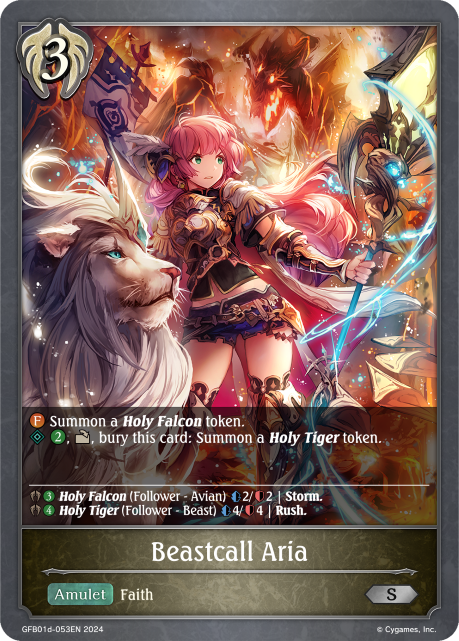 3
F Summon a Holy Falcon token.
2, , bury this card: Summon a Holy Tiger token.
3 Holy Falcon (Follower - Avian) 2/ 2 | Storm.
4 Holy Tiger (Follower - Beast) 4/ 4 | Rush.
Beastcall Aria
Amulet Faith S
GFB01d-053EN 2024 © Cygames, Inc.